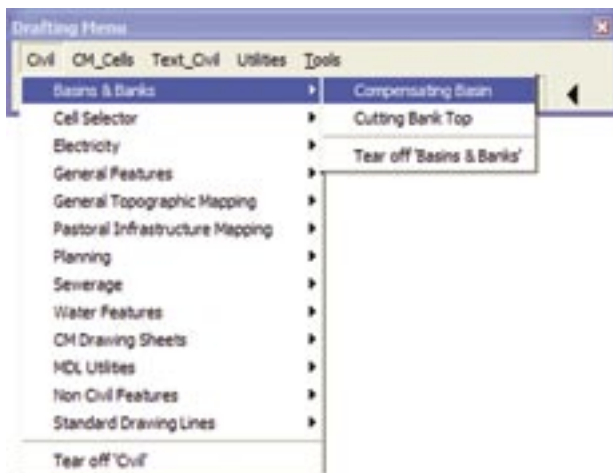 Drafting Menu
Civil CM_Cells Text_Civil Utilities Tools
Basins & Banks
Cell Selector
Electricity
General Features
General Topographic Mapping
Pastoral Infrastructure Mapping
Planning
Sewerage
Water Features
CM Drawing Sheets
MDL Utilities
Non Civil Features
Standard Drawing Lines
Tear off 'Civil'
Compensating Basin
Cutting Bank Top
Tear off 'Basins & Banks'